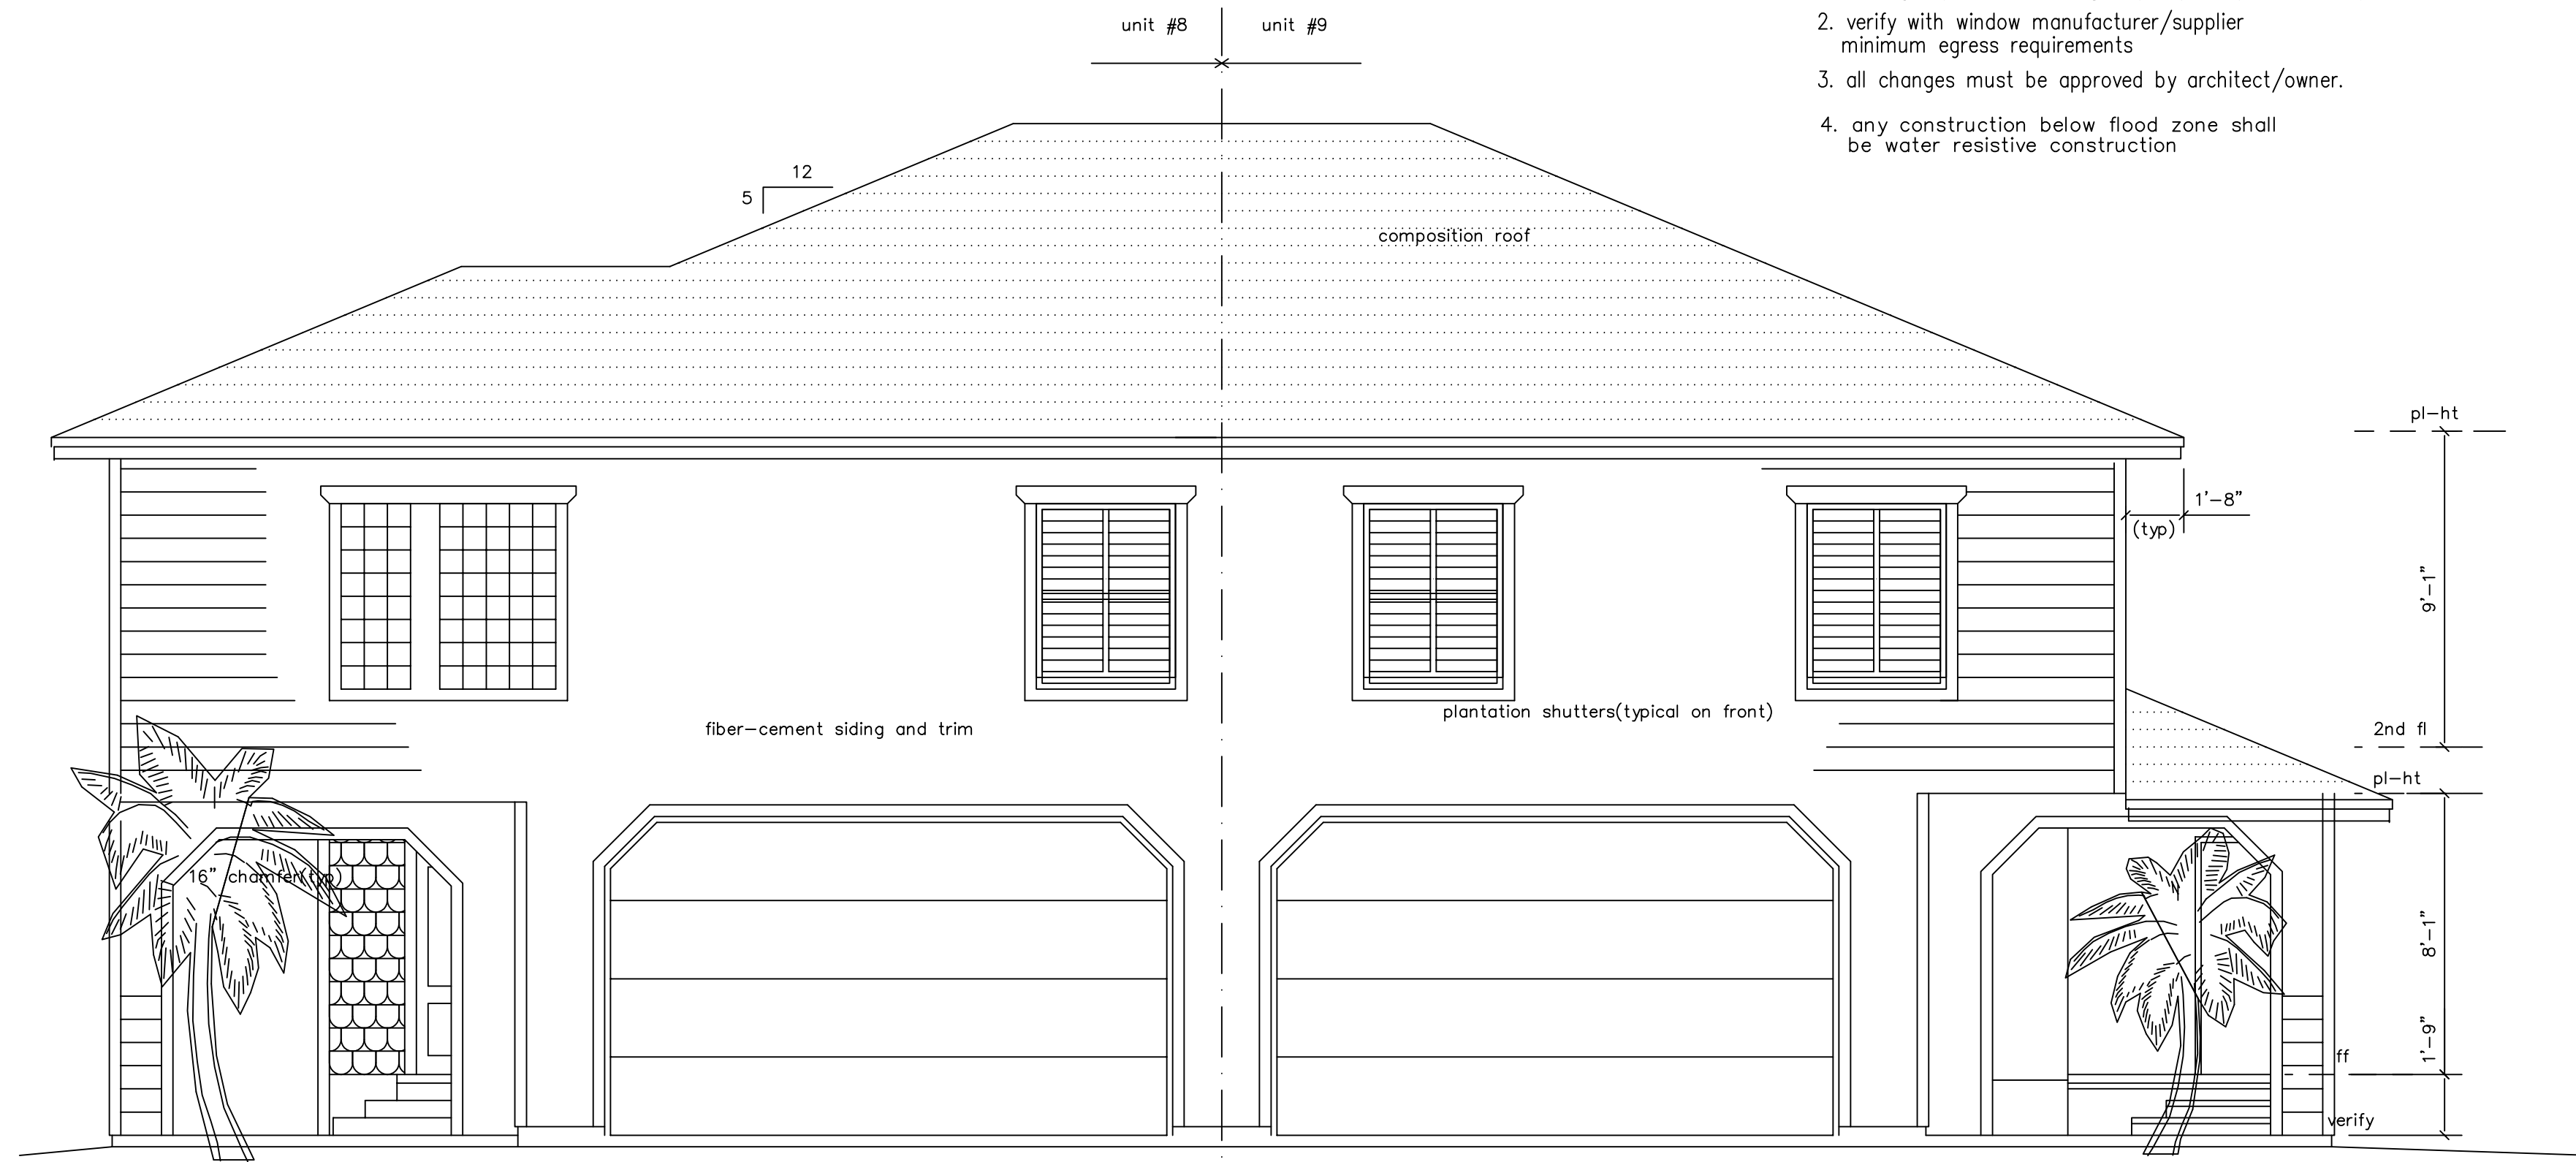 unit #8 unit #9
2. verify with window manufacturer/supplier
minimum egress requirements
3. all changes must be approved by architect/owner.
4. any construction below flood zone shall
be water resistive construction
12
5
composition roof
pl-ht
1'-8"
(typ)
9'-1"
plantation shutters(typical on front)
fiber-cement siding and trim
2nd fl
pl-ht
16" chamfer(typ)
8'-1"
1'-9"
ff
verify